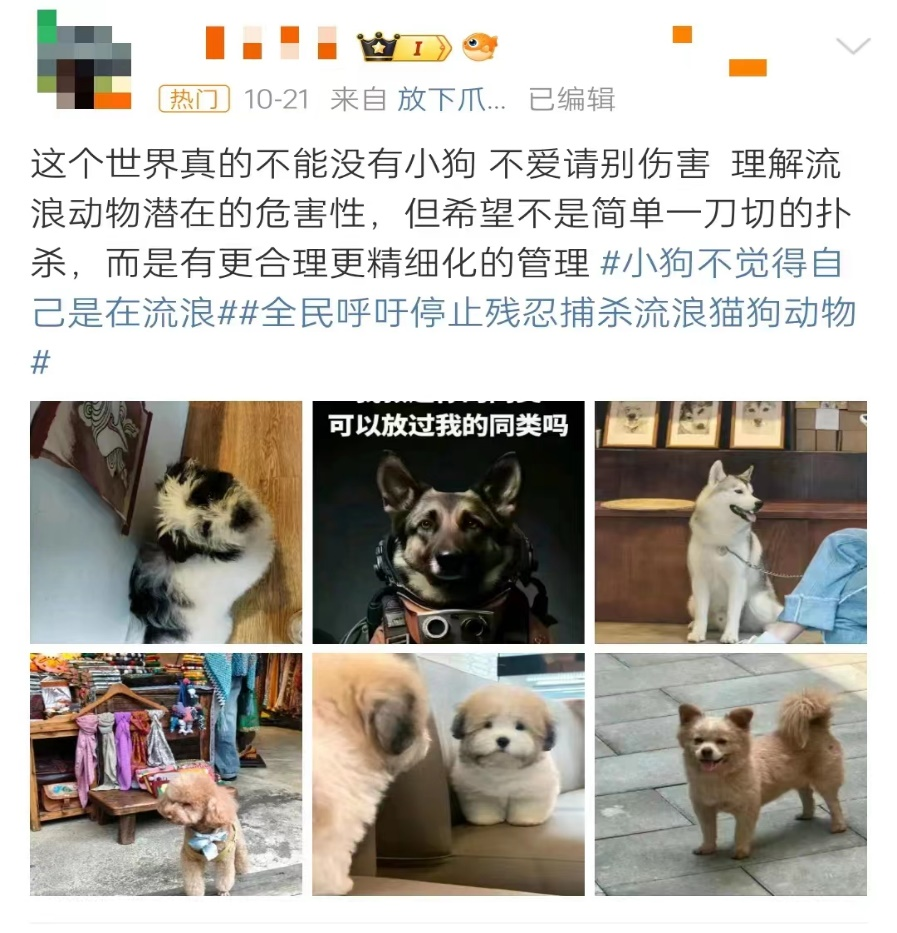 I
热门 10-21 来自 放下爪... 已编辑
这个世界真的不能没有小狗 不爱请别伤害 理解流
浪动物潜在的危害性，但希望不是简单一刀切的扑
杀，而是有更合理更精细化的管理 #小狗不觉得自
己是在流浪##全民呼吁停止残忍捕杀流浪猫狗动物
#
可以放过我的同类吗